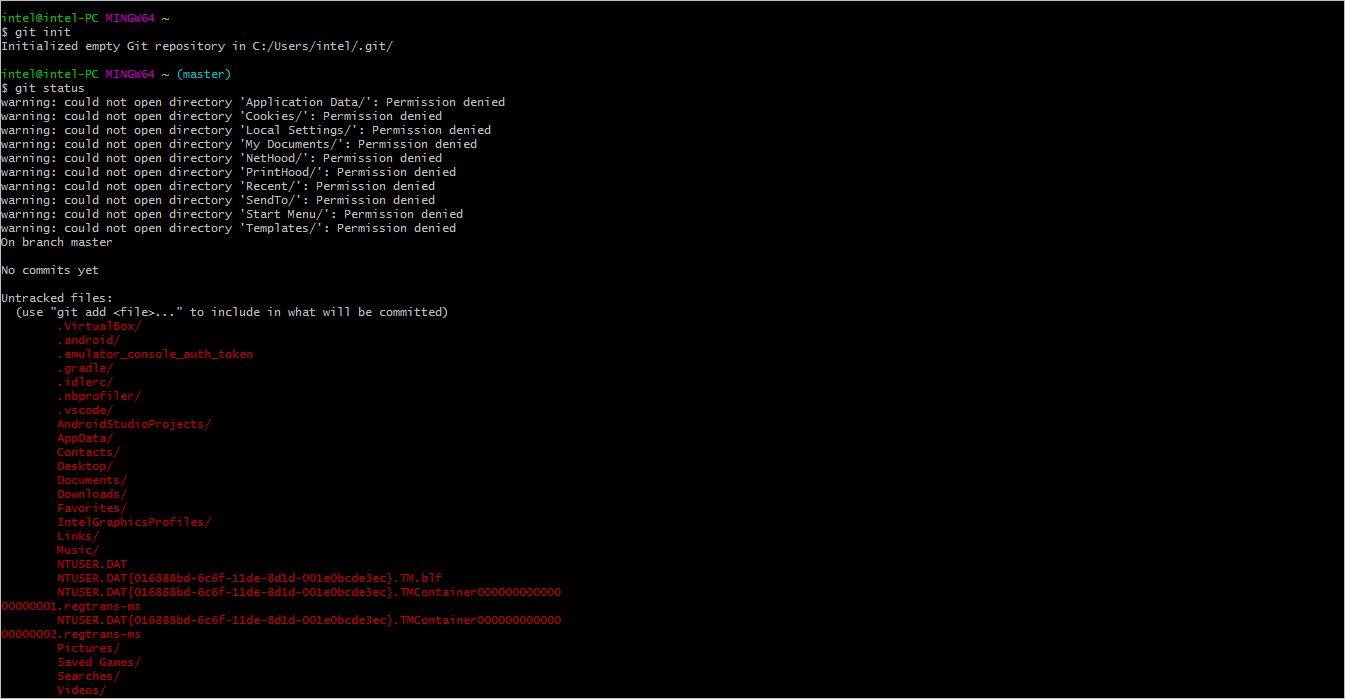 intel@intel-PC MINGW64 ~
$ git init
Initialized empty Git repository in C:/Users/intel/.git/
intel@intel-PC MINGW64 ~ (master)
$ git status
warning: could not open directory 'Application Data/': Permission denied
warning: could not open directory 'Cookies/': Permission denied
warning: could not open directory 'Local Settings/': Permission denied
warning: could not open directory 'My Documents/': Permission denied
warning: could not open directory 'NetHood/': Permission denied
warning: could not open directory 'PrintHood/': Permission denied
warning: could not open directory 'Recent/': Permission denied
warning: could not open directory 'SendTo/': Permission denied
warning: could not open directory 'Start Menu/': Permission denied
warning: could not open directory 'Templates/': Permission denied
On branch master
No commits yet
Untracked files:
(use "git add <file>..." to include in what will be committed)
.VirtualBox/
.android/
.emulator_console_auth_token
.gradle/
.idlerc/
.nbprofiler/
.vscode/
AndroidStudioProjects/
AppData/
Contacts/
Desktop/
Documents/
Downloads/
Favorites/
IntelGraphicsProfiles/
Links/
Music/
NTUSER.DAT
NTUSER.DAT{016888bd-6c6f-11de-8d1d-001e0bcde3ec}.TM.blf
NTUSER.DAT{016888bd-6c6f-11de-8d1d-001e0bcde3ec}.TMContainer000000000000
00000001.regtrans-ms
NTUSER.DAT{016888bd-6c6f-11de-8d1d-001e0bcde3ec}.TMContainer000000000000
00000002.regtrans-ms
Pictures/
Saved Games/
Searches/
Videos/